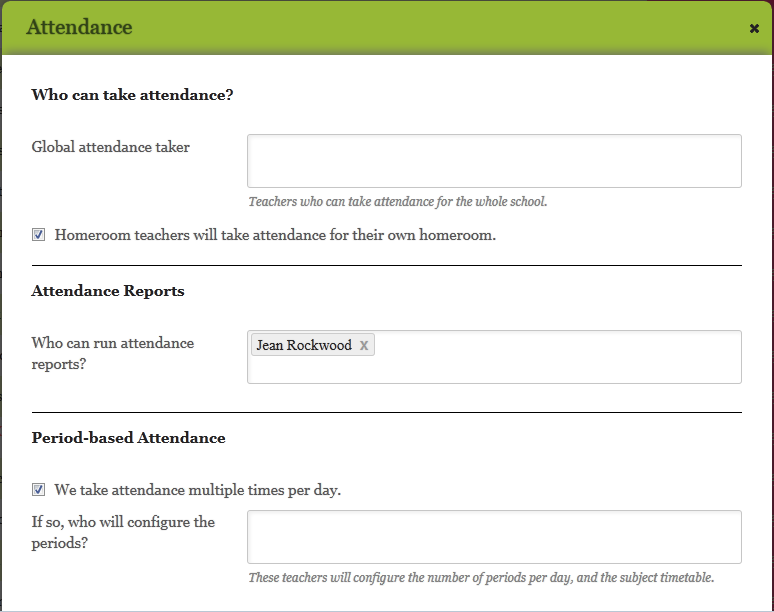 Attendance
Who can take attendance?
Global attendance taker
Teachers who can take attendance for the whole school.
Homeroom teachers will take attendance for their own homeroom.
Attendance Reports
Who can run attendance
reports?
Jean Rockwood x
Period-based Attendance
We take attendance multiple times per day.
If so, who will configure the
periods?
These teachers will configure the number of periods per day, and the subject timetable.